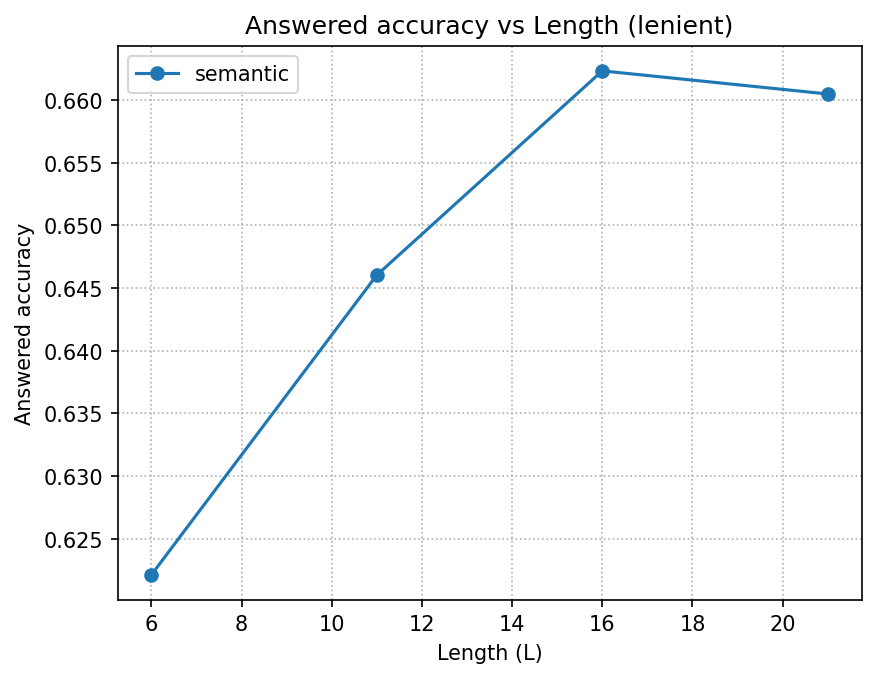 Answered accuracy vs Length (lenient)
semantic
Answered accuracy
0.660
0.655
0.650
0.645
0.640
0.635
0.630
0.625
6 8 10 12 14 16 18 20
Length (L)